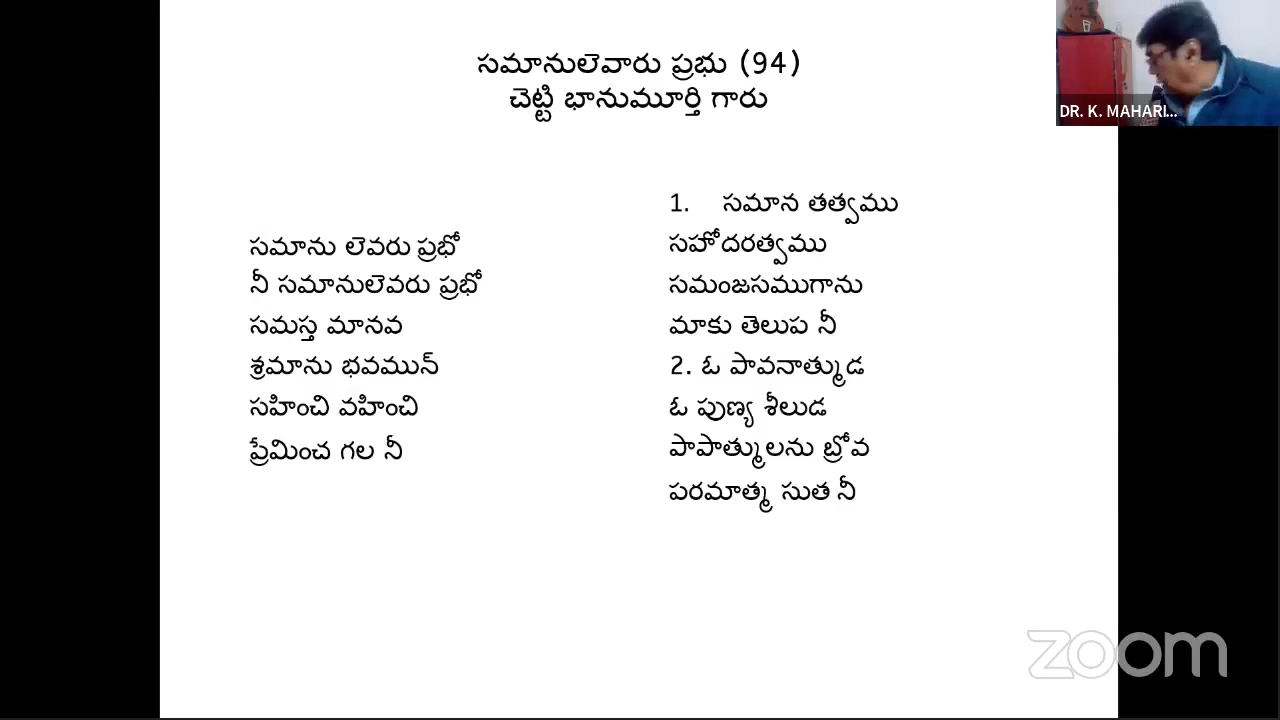 సమానులెవారు ప్రభు (94)
చెట్టి భానుమూర్తి గారు
DR. K. MAHARI...
సమాను లెవరు ప్రభో
నీ సమానులెవరు ప్రభో
సమస్త మానవ
శ్రమాను భవమున్
సహించి వహించి
ప్రేమించ గల నీ
1. సమాన తత్వము
సహోదరత్వము
సమంజసముగాను
మాకు తెలుప నీ
2. ఓ పావనాత్ముడ
ఓ పుణ్య శీలుడ
పాపాత్ములను బ్రోవ
పరమాత్మ సుత నీ
zoom